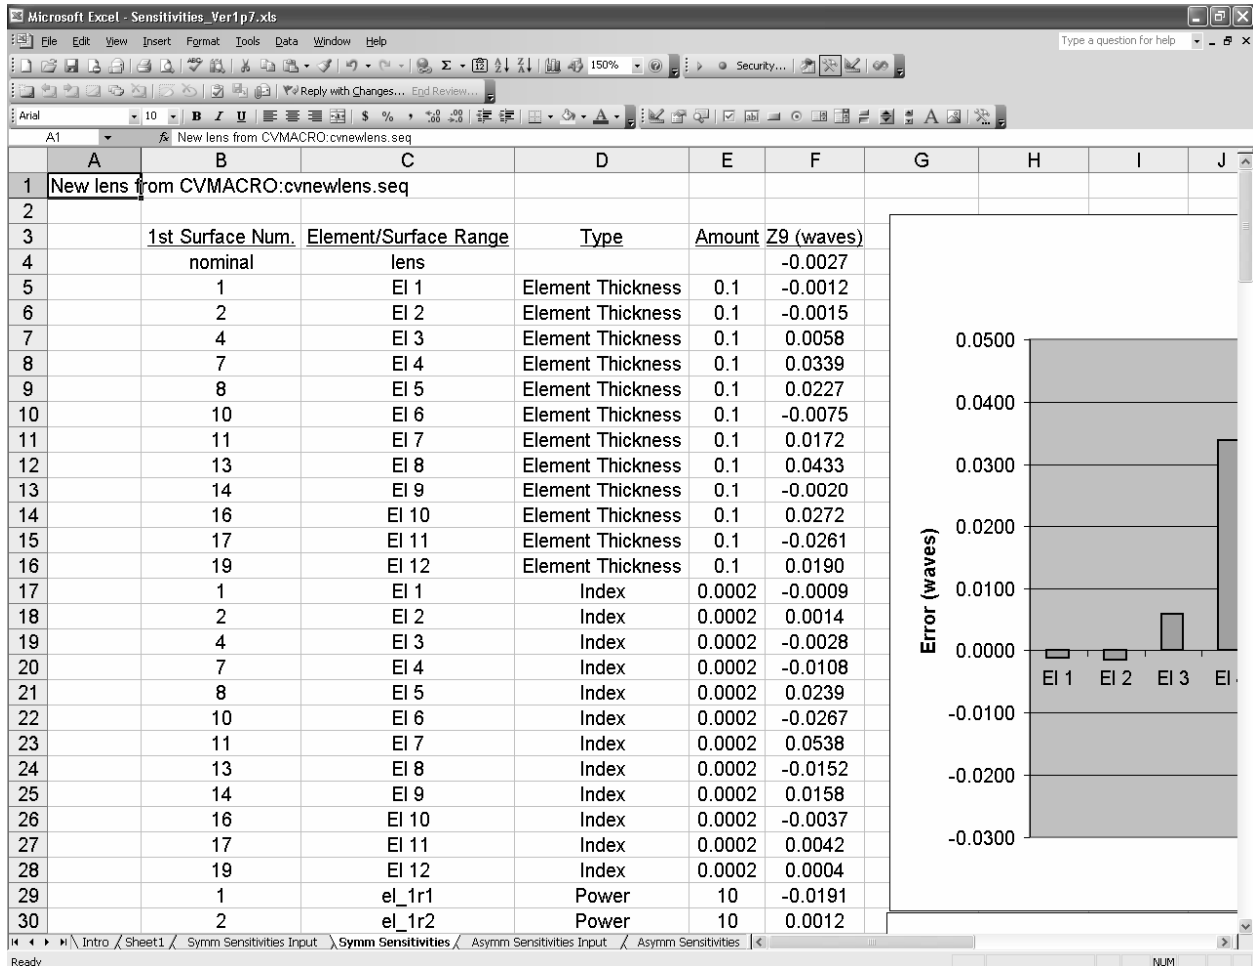 Microsoft Excel - Sensitivities_Ver1p7.xls
File Edit View Insert Format Tools Data Window Help Type a question for help
150% Security...
Reply with Changes... End Review...
Arial 10 B I U $ % ,
A1 fx New lens from CVMACRO:cvnewlens.seq
A B C D E F G H I J
1 New lens from CVMACRO:cvnewlens.seq
2
3 1st Surface Num. Element/Surface Range Type Amount Z9 (waves)
4 nominal lens -0.0027
5 1 El 1 Element Thickness 0.1 -0.0012
6 2 El 2 Element Thickness 0.1 -0.0015
7 4 El 3 Element Thickness 0.1 0.0058
8 7 El 4 Element Thickness 0.1 0.0339
9 8 El 5 Element Thickness 0.1 0.0227
10 10 El 6 Element Thickness 0.1 -0.0075
11 11 El 7 Element Thickness 0.1 0.0172
12 13 El 8 Element Thickness 0.1 0.0433
13 14 El 9 Element Thickness 0.1 -0.0020
14 16 El 10 Element Thickness 0.1 0.0272
15 17 El 11 Element Thickness 0.1 -0.0261
16 19 El 12 Element Thickness 0.1 0.0190
17 1 El 1 Index 0.0002 -0.0009
18 2 El 2 Index 0.0002 0.0014
19 4 El 3 Index 0.0002 -0.0028
20 7 El 4 Index 0.0002 -0.0108
21 8 El 5 Index 0.0002 0.0239
22 10 El 6 Index 0.0002 -0.0267
23 11 El 7 Index 0.0002 0.0538
24 13 El 8 Index 0.0002 -0.0152
25 14 El 9 Index 0.0002 0.0158
26 16 El 10 Index 0.0002 -0.0037
27 17 El 11 Index 0.0002 0.0042
28 19 El 12 Index 0.0002 0.0004
29 1 el_1r1 Power 10 -0.0191
30 2 el_1r2 Power 10 0.0012
Error (waves)
0.0500
0.0400
0.0300
0.0200
0.0100
0.0000
El 1 El 2 El 3 El
-0.0100
-0.0200
-0.0300
Intro Sheet1 Symm Sensitivities Input Symm Sensitivities Asymm Sensitivities Input Asymm Sensitivities
Ready NUM